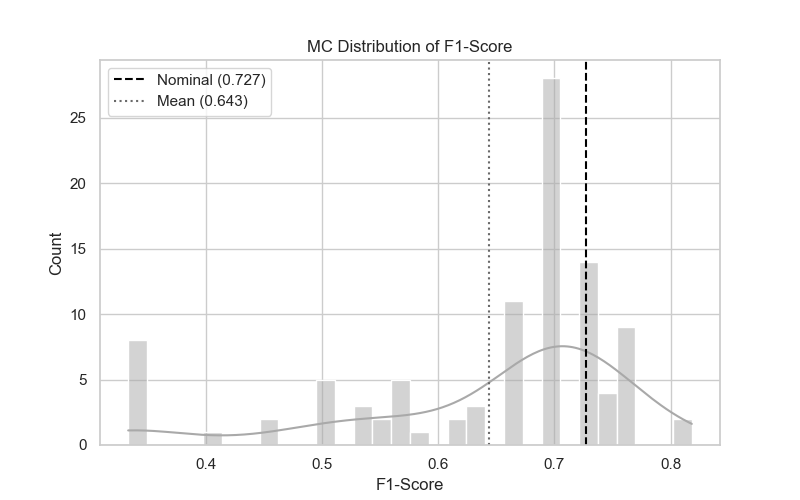 MC Distribution of F1-Score
Nominal (0.727)
Mean (0.643)
25
20
15
10
5
0
Count
0.4 0.5 0.6 0.7 0.8
F1-Score